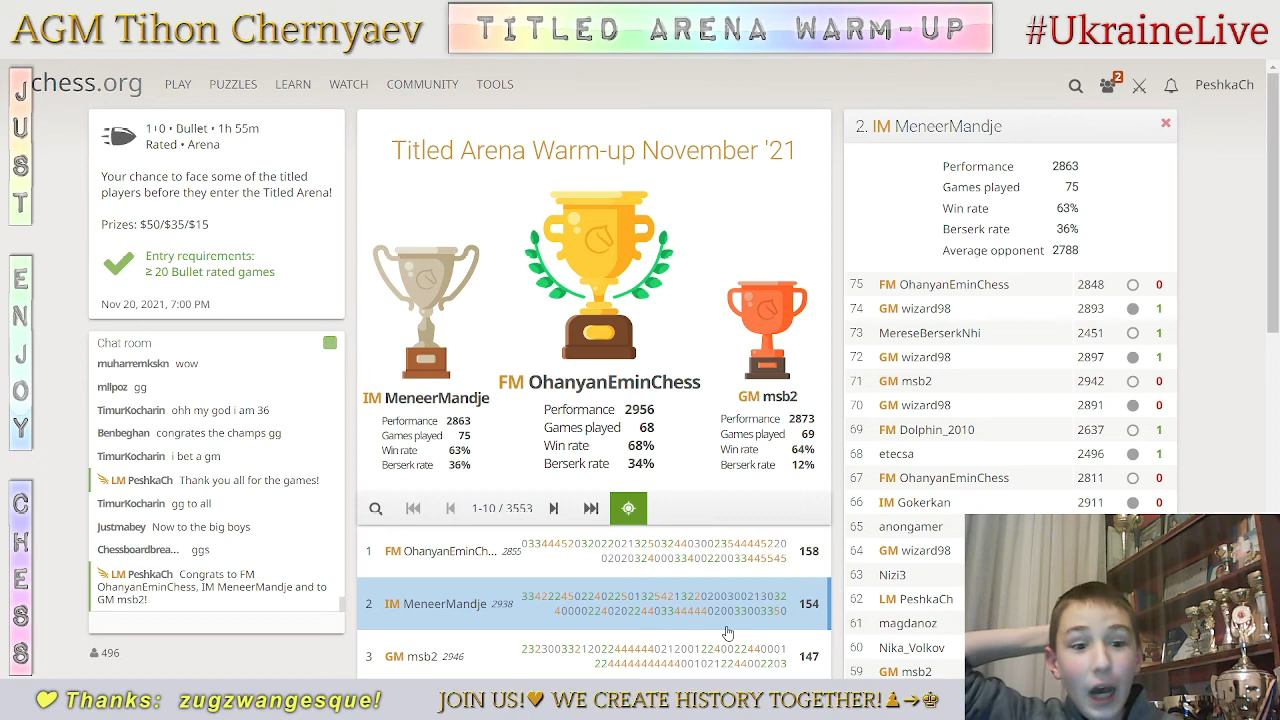 AGM Tihon Chernyaev
TITLED ARENA WARM-UP
#UkraineLive
JUST
ENJOY
CHESS
chess.org
PLAY PUZZLES LEARN WATCH COMMUNITY TOOLS
2
PeshkaCh
1+0 • Bullet • 1h 55m
Rated • Arena
Your chance to face some of the titled
players before they enter the Titled Arena!
Prizes: $50/$35/$15
Entry requirements:
≥ 20 Bullet rated games
Nov 20, 2021, 7:00 PM
Chat room
muharremkskn wow
milpoz gg
TimurKocharin ohh my god i am 36
Benbeghan congrats the champs gg
TimurKocharin i bet a gm
LM PeshkaCh Thank you all for the games!
TimurKocharin gg to all
Justmabey Now to the big boys
Chessboardbrea... ggs
LM PeshkaCh Congrats to FM
OhanyanEminChess, IM MeneerMandje and to
GM msb2!
496
Titled Arena Warm-up November '21
IM MeneerMandje
Performance 2863
Games played 75
Win rate 63%
Berserk rate 36%
FM OhanyanEminChess
Performance 2956
Games played 68
Win rate 68%
Berserk rate 34%
GM msb2
Performance 2873
Games played 69
Win rate 64%
Berserk rate 12%
1-10 / 3553
1 FM OhanyanEminCh... 2855 158
2 IM MeneerMandje 2938 154
3 GM msb2 2946 147
2. IM MeneerMandje
Performance 2863
Games played 75
Win rate 63%
Berserk rate 36%
Average opponent 2788
75 FM OhanyanEminChess 2848 0
74 GM wizard98 2893 1
73 MereseBerserkNhi 2451 1
72 GM wizard98 2897 1
71 GM msb2 2942 0
70 GM wizard98 2891 0
69 FM Dolphin_2010 2637 1
68 etecsa 2496 1
67 FM OhanyanEminChess 2811 0
66 IM Gokerkan 2911 0
65 anongamer
64 GM wizard98
63 Nizi3
62 LM PeshkaCh
61 magdanoz
60 Nika_Volkov
59 GM msb2
Thanks: zugzwangesque!
JOIN US! WE CREATE HISTORY TOGETHER!